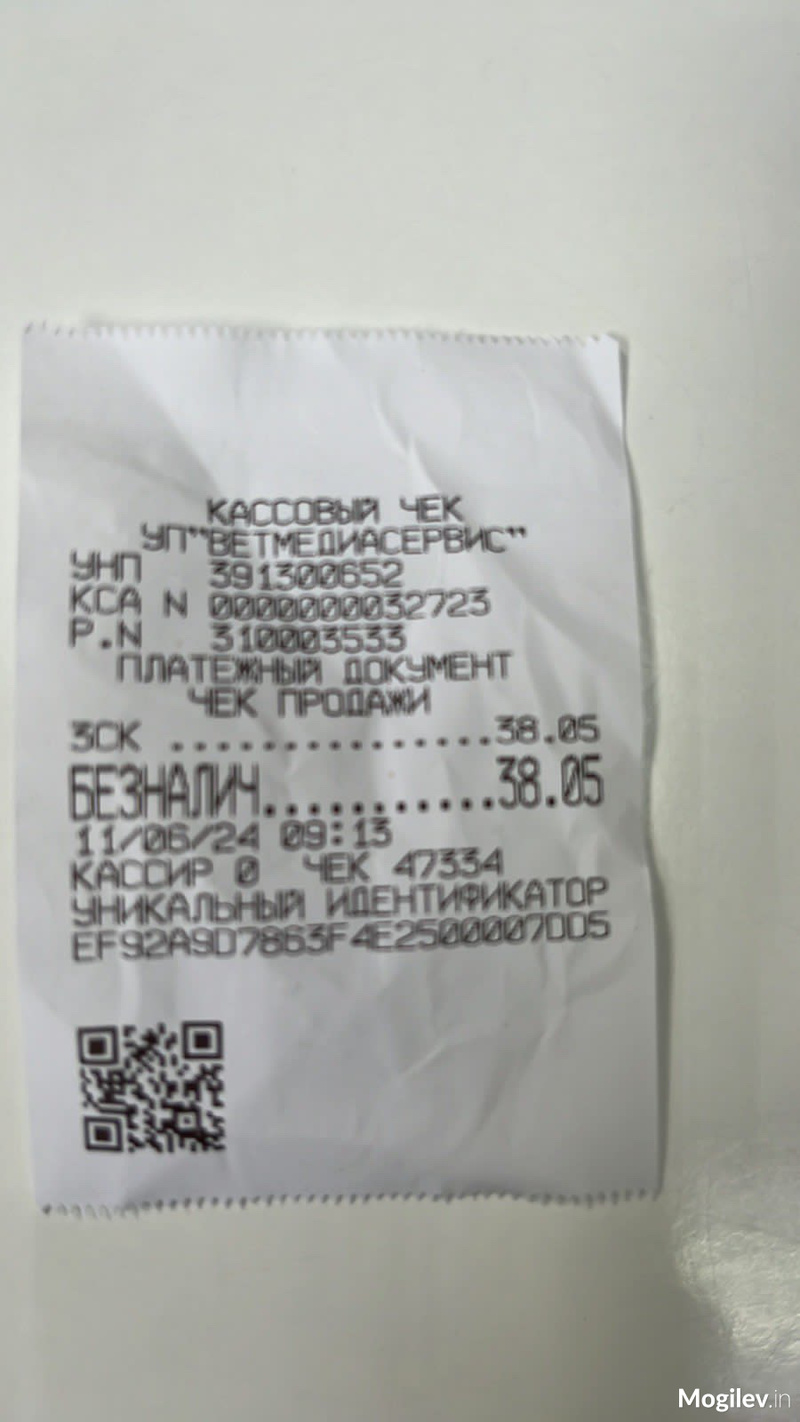 КАССОВЫЙ ЧЕК
УП"ВЕТМЕДИАСЕРВИС"
УНП 391300652
КСА N 0000000032723
Р.N 310003533
ПЛАТЕЖНЫЙ ДОКУМЕНТ
ЧЕК ПРОДАЖИ
ЗСК ................38.05
БЕЗНАЛИЧ............38.05
11/06/24 09:13
КАССИР 0 ЧЕК 47334
УНИКАЛЬНЫЙ ИДЕНТИФИКАТОР
EF92A9D7863F4E2500007DD5
Mogilev.in